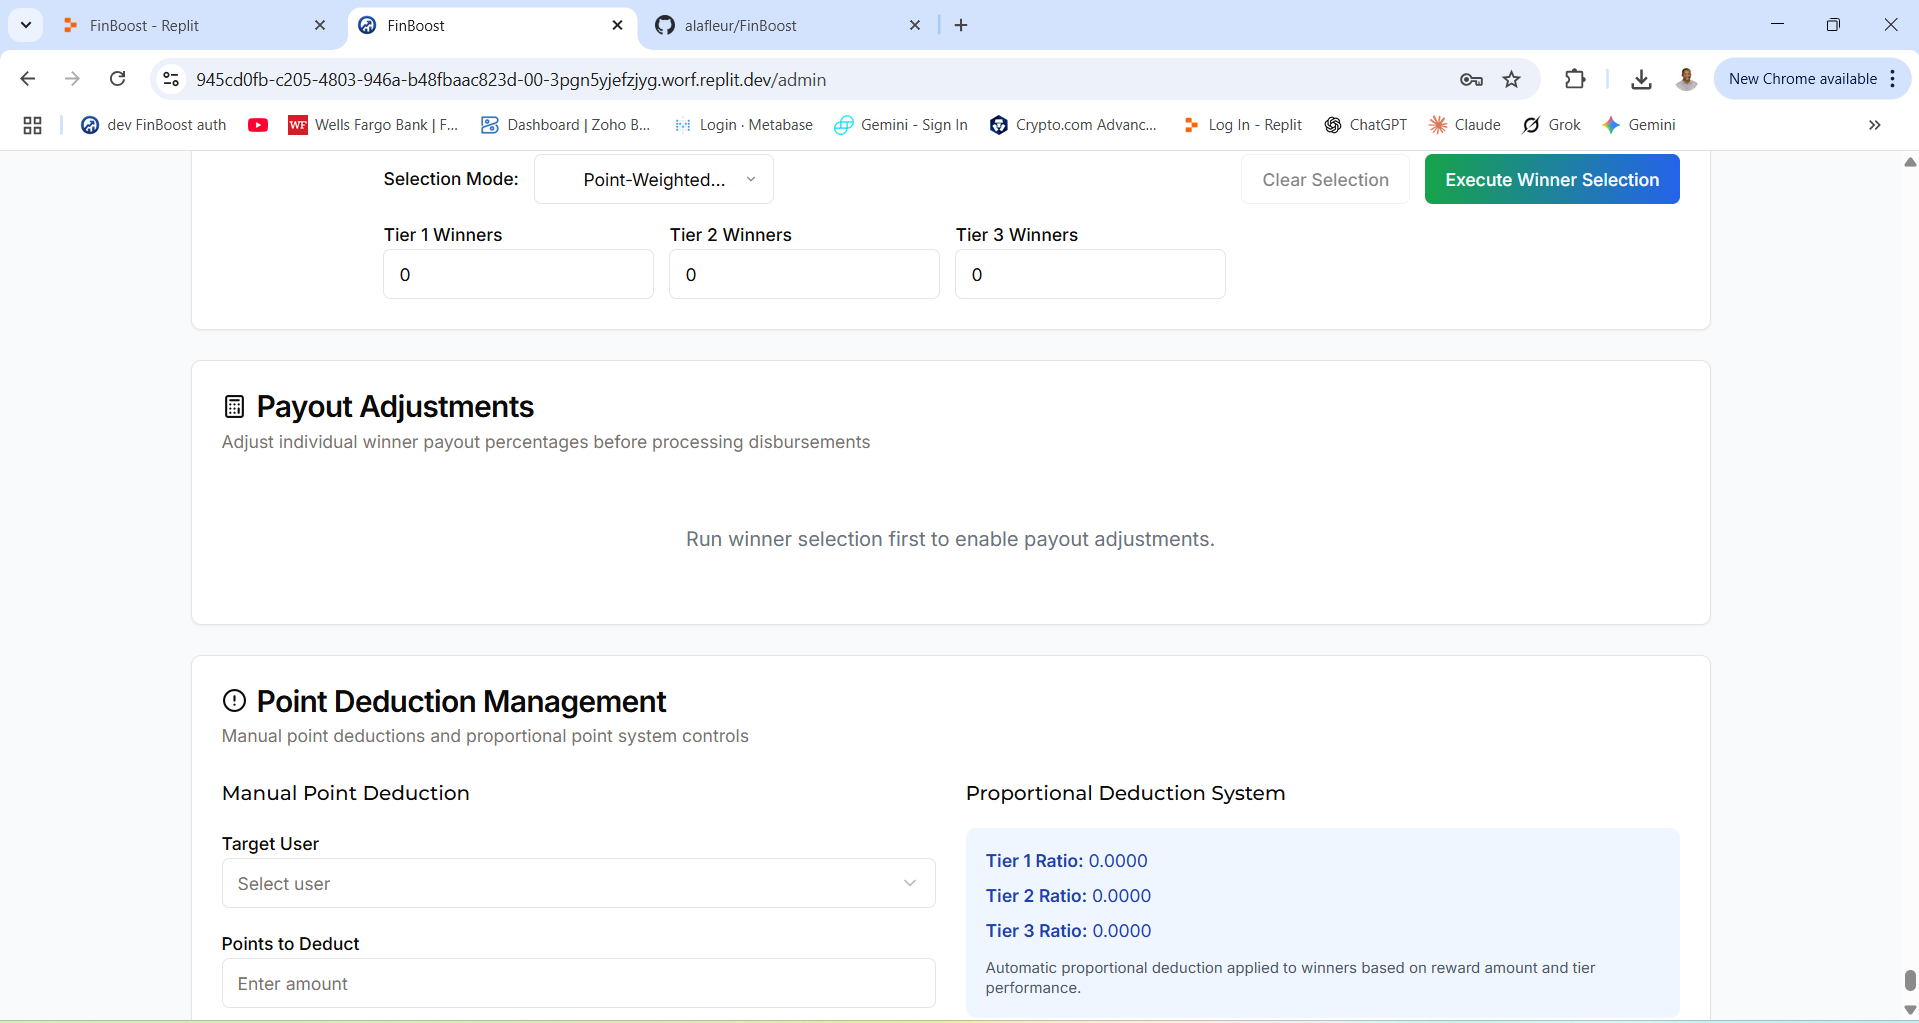 FinBoost - Replit
FinBoost
alafleur/FinBoost
945cd0fb-c205-4803-946a-b48fbaac823d-00-3pgn5yjefzjyg.worf.replit.dev/admin
New Chrome available
dev FinBoost auth
WF Wells Fargo Bank | F...
Dashboard | Zoho B...
Login · Metabase
Gemini - Sign In
Crypto.com Advanc...
Log In - Replit
ChatGPT
Claude
Grok
Gemini
Selection Mode:
Point-Weighted...
Clear Selection
Execute Winner Selection
Tier 1 Winners
Tier 2 Winners
Tier 3 Winners
0
0
0
Payout Adjustments
Adjust individual winner payout percentages before processing disbursements
Run winner selection first to enable payout adjustments.
Point Deduction Management
Manual point deductions and proportional point system controls
Manual Point Deduction
Target User
Select user
Points to Deduct
Enter amount
Proportional Deduction System
Tier 1 Ratio: 0.0000
Tier 2 Ratio: 0.0000
Tier 3 Ratio: 0.0000
Automatic proportional deduction applied to winners based on reward amount and tier
performance.